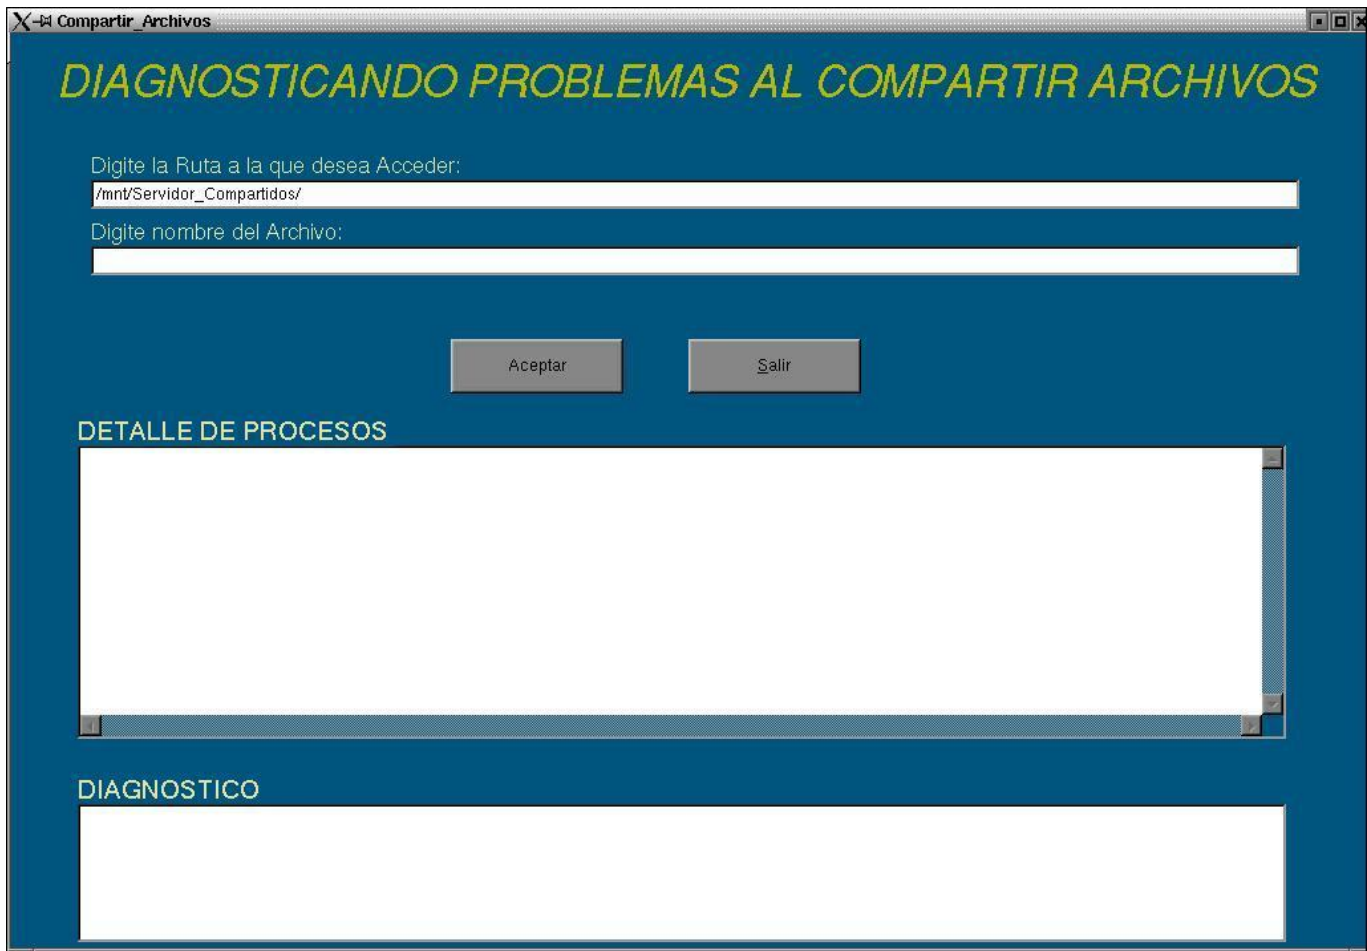 Compartir_Archivos
DIAGNOSTICANDO PROBLEMAS AL COMPARTIR ARCHIVOS
Digite la Ruta a la que desea Acceder:
/mnt/Servidor_Compartidos/
Digite nombre del Archivo:
Aceptar Salir
DETALLE DE PROCESOS
DIAGNOSTICO